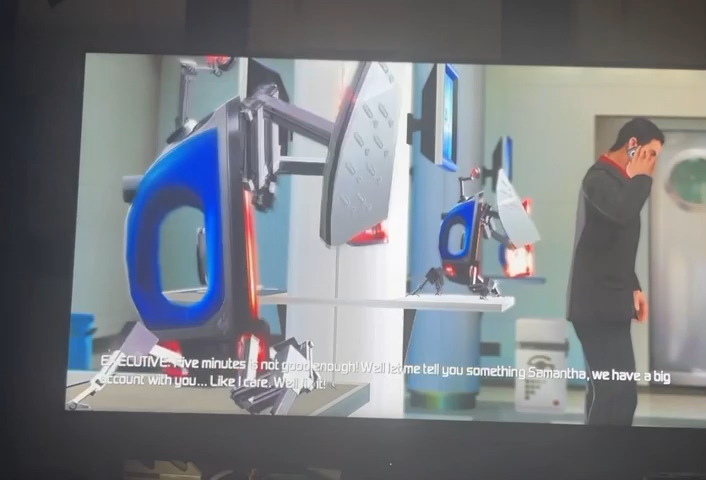 EXECUTIVE: Five minutes is not good enough! Well let me tell you something Samantha, we have a big
account with you... Like I care. Well